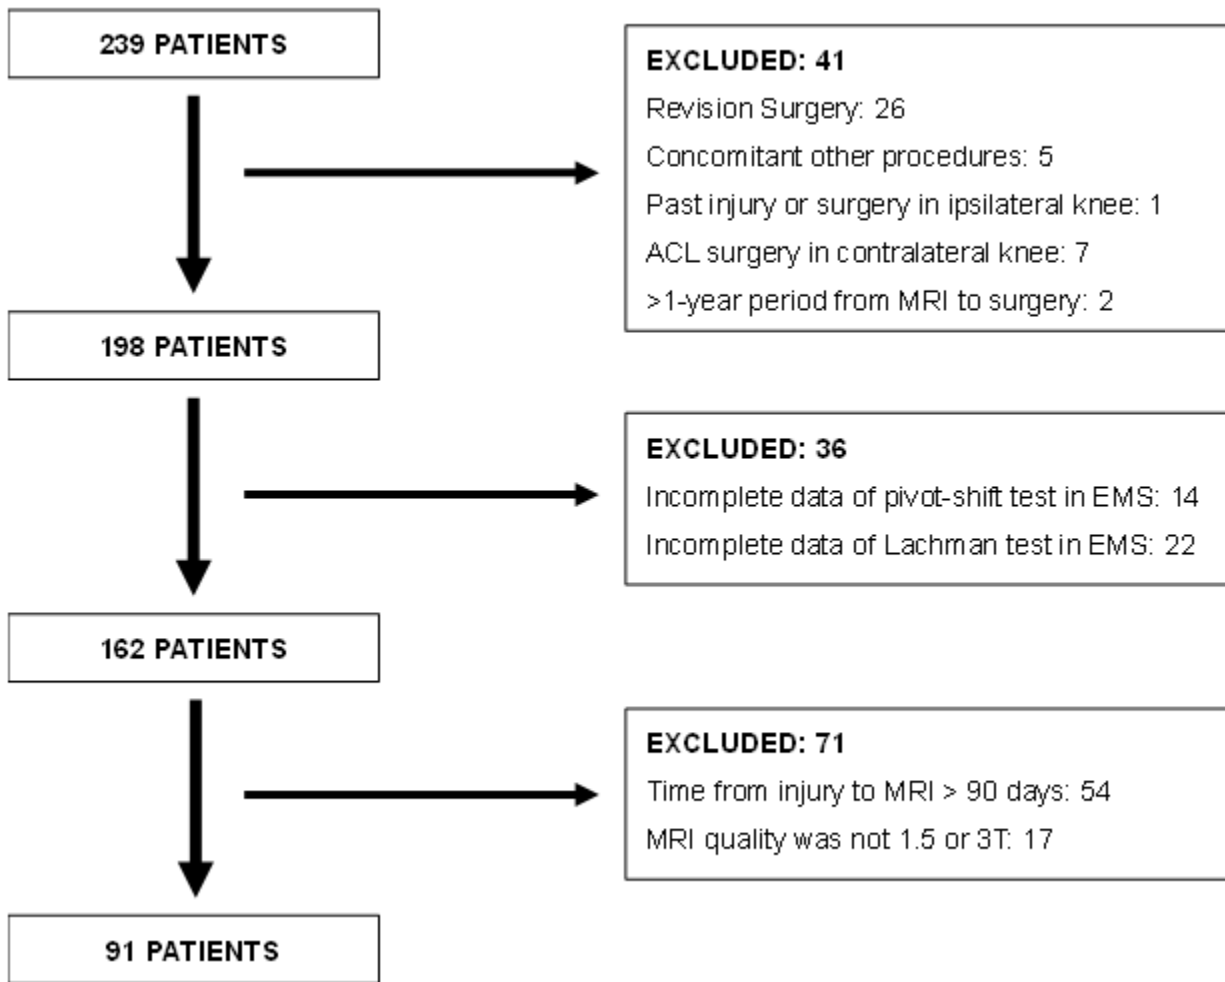 239 PATIENTS
EXCLUDED: 41
Revision Surgery: 26
Concomitant other procedures: 5
Past injury or surgery in ipsilateral knee: 1
ACL surgery in contralateral knee: 7
>1-year period from MRI to surgery: 2
198 PATIENTS
EXCLUDED: 36
Incomplete data of pivot-shift test in EMS: 14
Incomplete data of Lachman test in EMS: 22
162 PATIENTS
EXCLUDED: 71
Time from injury to MRI > 90 days: 54
MRI quality was not 1.5 or 3T: 17
91 PATIENTS